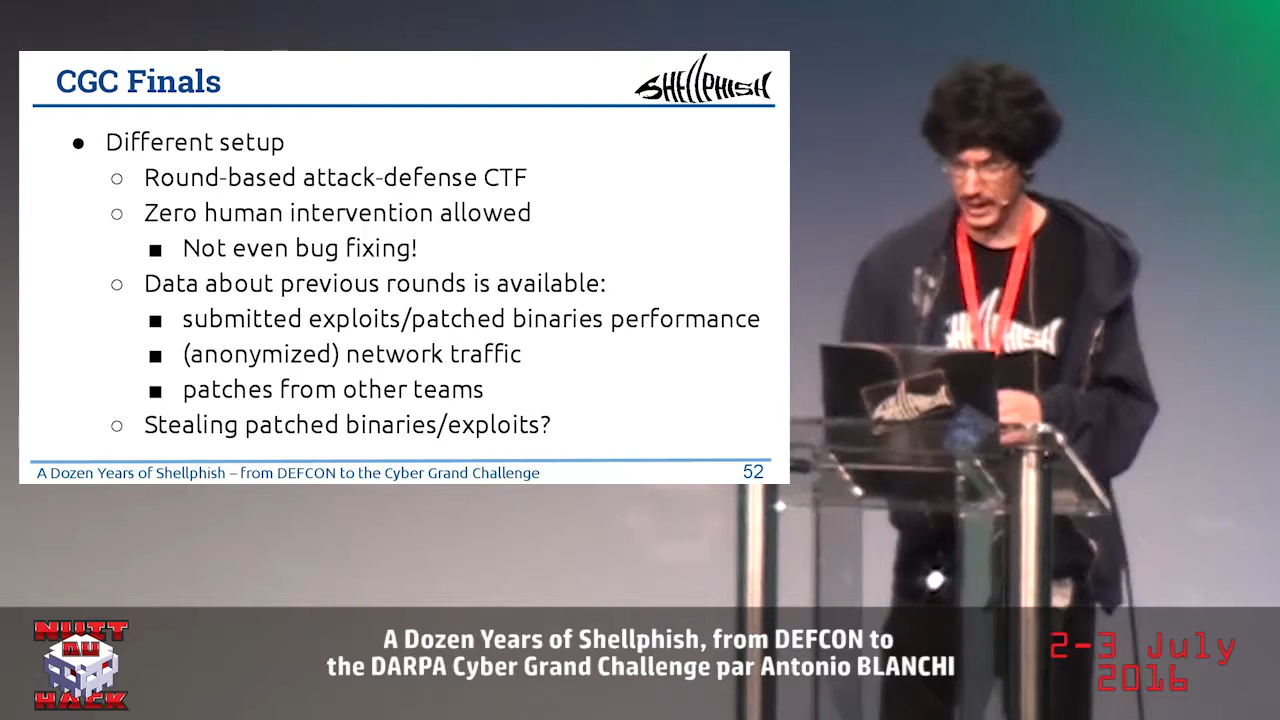 CGC Finals
SHELLPHISH
● Different setup
○ Round-based attack-defense CTF
○ Zero human intervention allowed
■ Not even bug fixing!
○ Data about previous rounds is available:
■ submitted exploits/patched binaries performance
■ (anonymized) network traffic
■ patches from other teams
○ Stealing patched binaries/exploits?
A Dozen Years of Shellphish – from DEFCON to the Cyber Grand Challenge
52
SHELLPHISH
NUIT
DU
HACK
A Dozen Years of Shellphish, from DEFCON to
the DARPA Cyber Grand Challenge par Antonio BLANCHI
2-3 July
2016